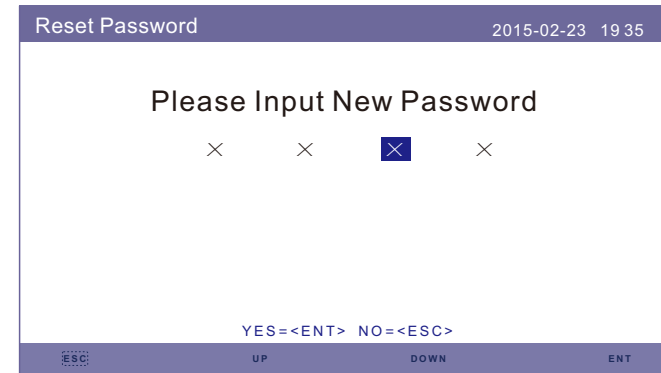 Reset Password 2015-02-23 19 35
Please Input New Password
× × × ×
YES=<ENT> NO=<ESC>
ESC UP DOWN ENT